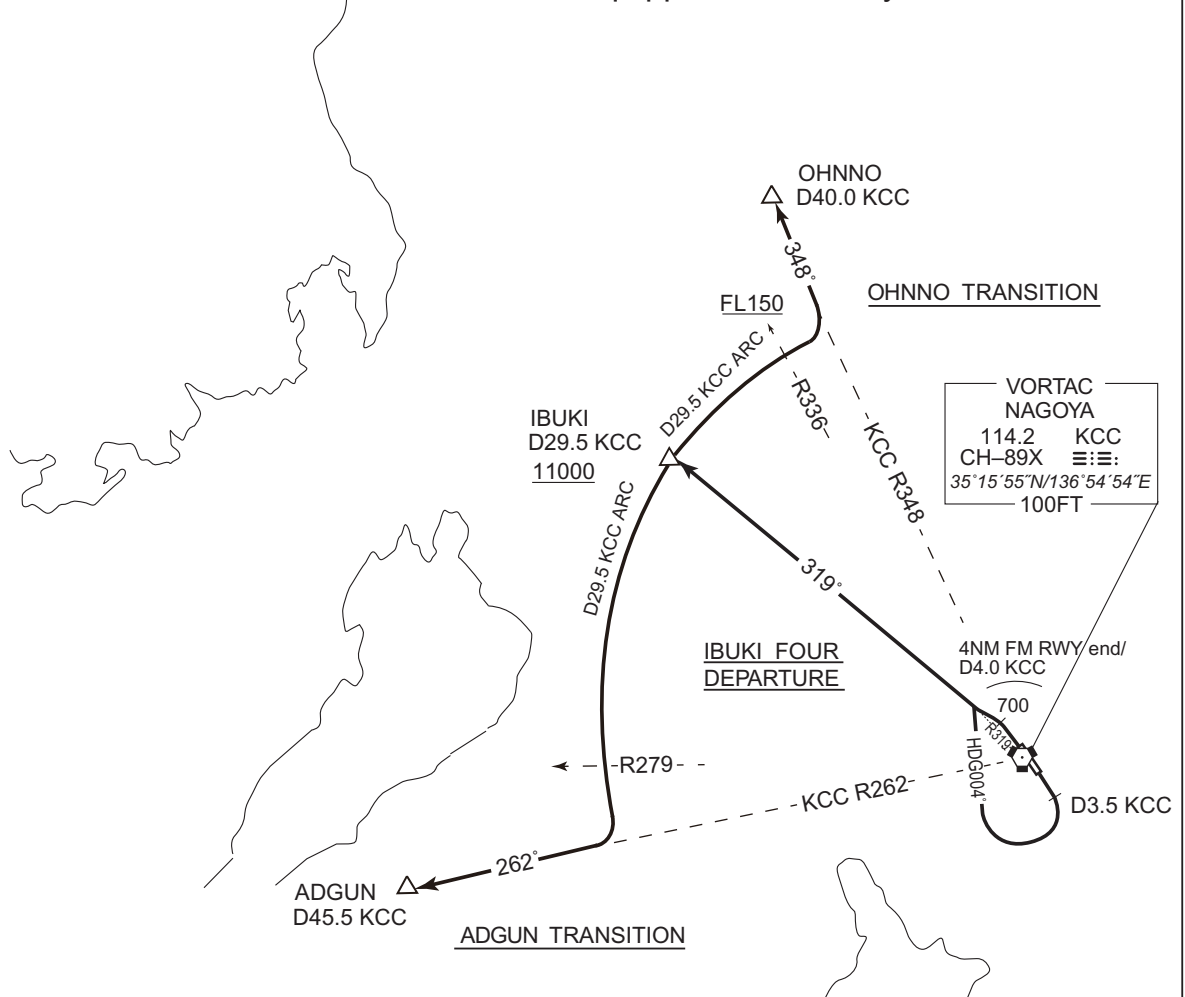 OHNNO
D40.0 KCC
348°
OHNNO TRANSITION
FL150
D29.5 KCC ARC
R336
KCC R348
VORTAC
NAGOYA
114.2 KCC
CH–89X
35°15´55˝N/136°54´54˝E
100FT
IBUKI
D29.5 KCC
11000
D29.5 KCC ARC
319°
IBUKI FOUR
DEPARTURE
4NM FM RWY end/
D4.0 KCC
700
R319
HDG004°
R279
KCC R262
D3.5 KCC
262°
ADGUN
D45.5 KCC
ADGUN TRANSITION